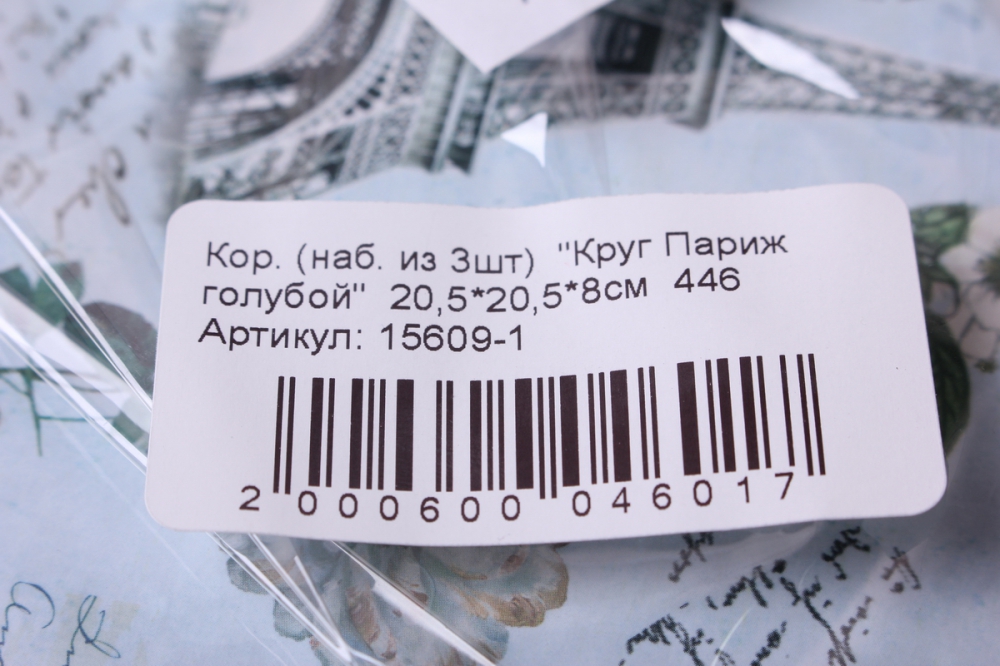 Кор. (наб. из 3шт) "Круг Париж
голубой" 20,5*20,5*8см 446
Артикул: 15609-1
2 000600 046017